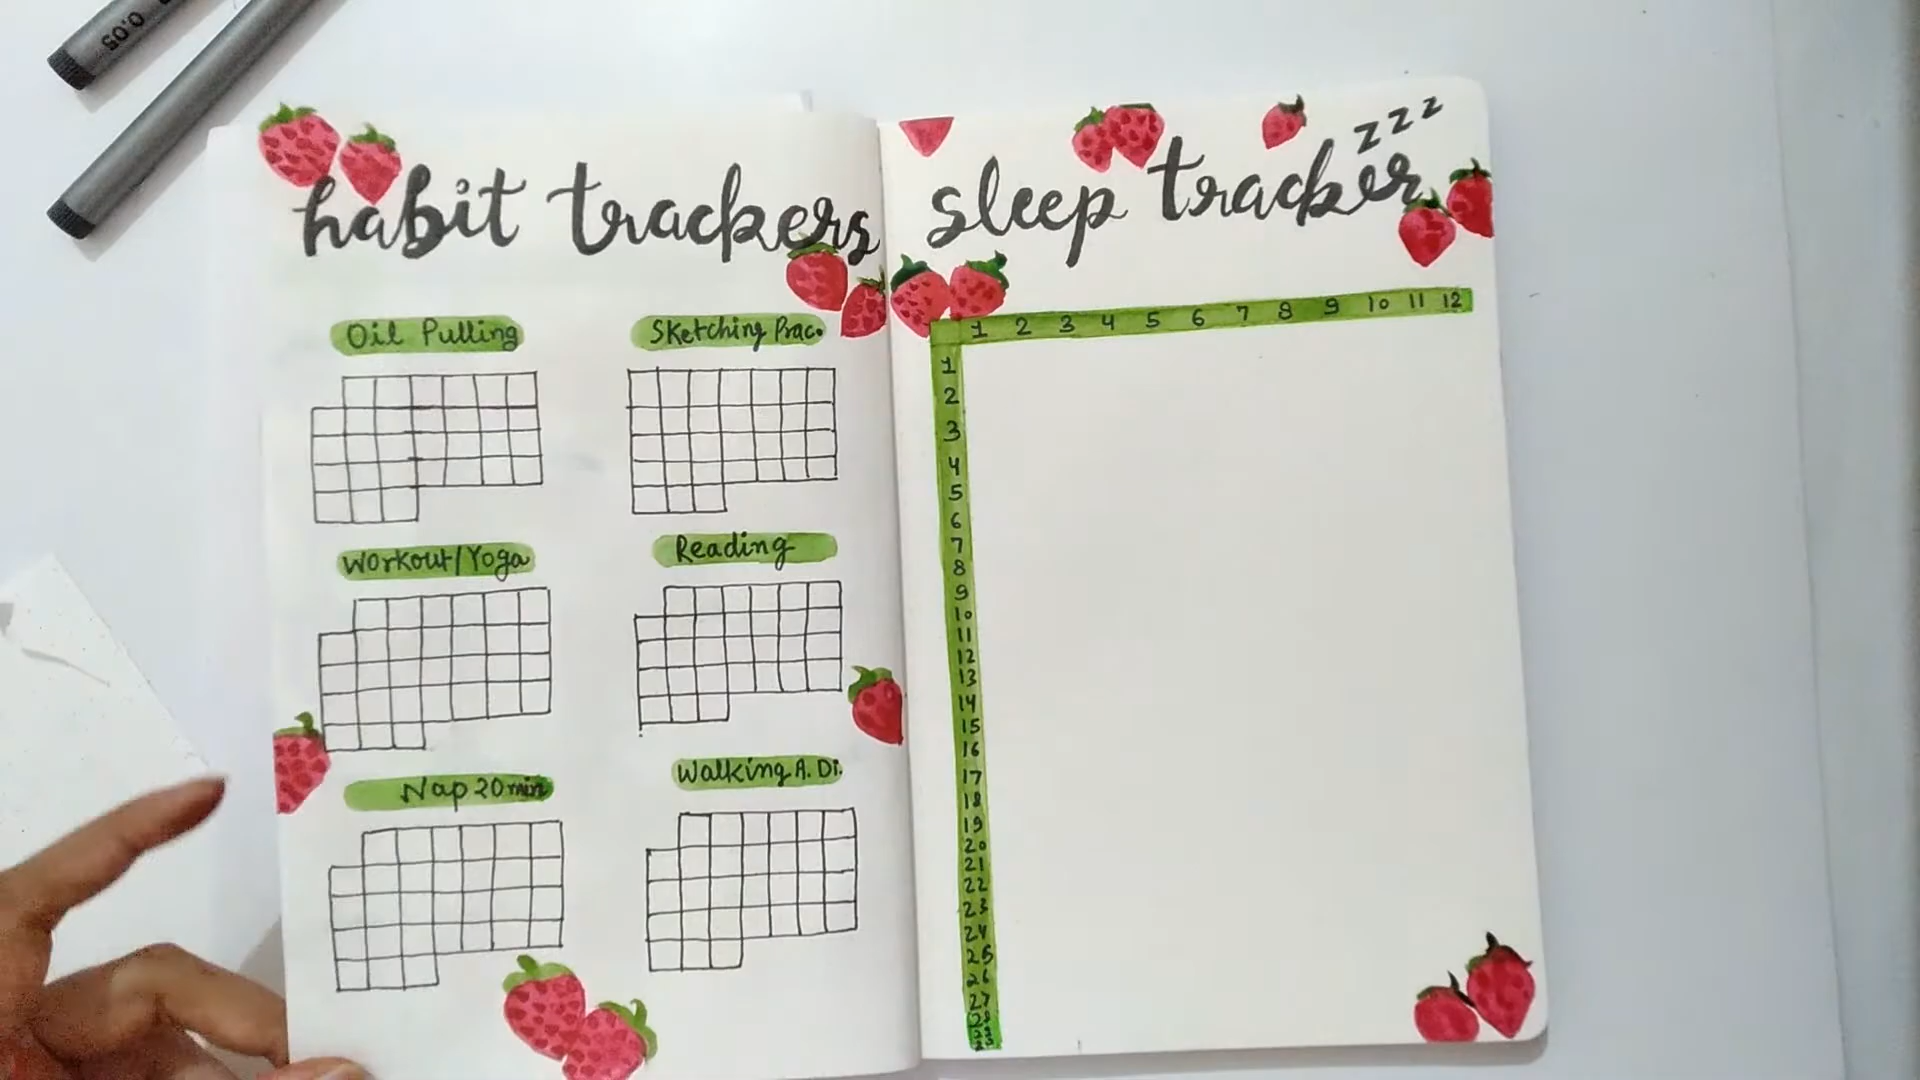 0.05
habit trackers
Oil Pulling
Sketching Prac.
Workout/Yoga
Reading
Nap 20 min
Walking A. Di.
sleep tracker
zzz
1 2 3 4 5 6 7 8 9 10 11 12
1
2
3
4
5
6
7
8
9
10
11
12
13
14
15
16
17
18
19
20
21
22
23
24
25
26
27
28